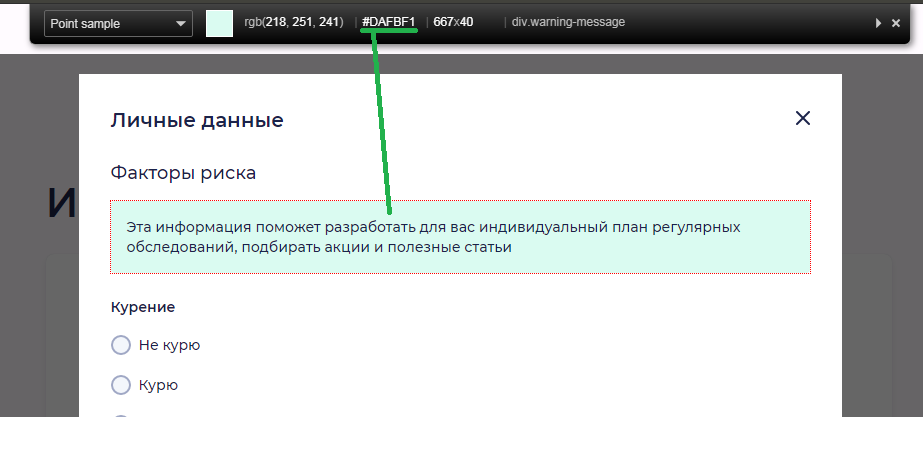 Point sample rgb(218, 251, 241) | #DAFBF1 | 667x40 | div.warning-message
Личные данные
Факторы риска
И
Эта информация поможет разработать для вас индивидуальный план регулярных
обследований, подбирать акции и полезные статьи
Курение
Не курю
Курю